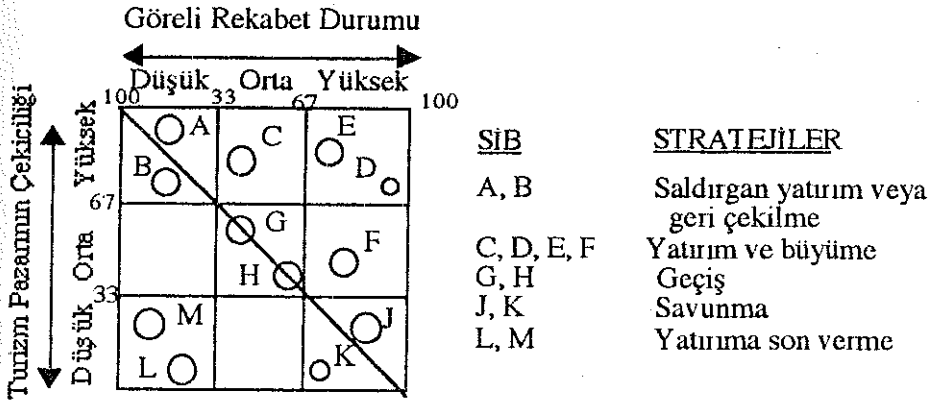 Göreli Rekabet Durumu
Düşük Orta Yüksek
100 33 67 100
Turizm Pazarının Çekiciliği
Düşük Orta Yüksek
67
33
A
B
C
E
D
G
H
F
M
L
J
K
SİB STRATEJİLER
A, B Saldırgan yatırım veya
geri çekilme
C, D, E, F Yatırım ve büyüme
G, H Geçiş
J, K Savunma
L, M Yatırıma son verme